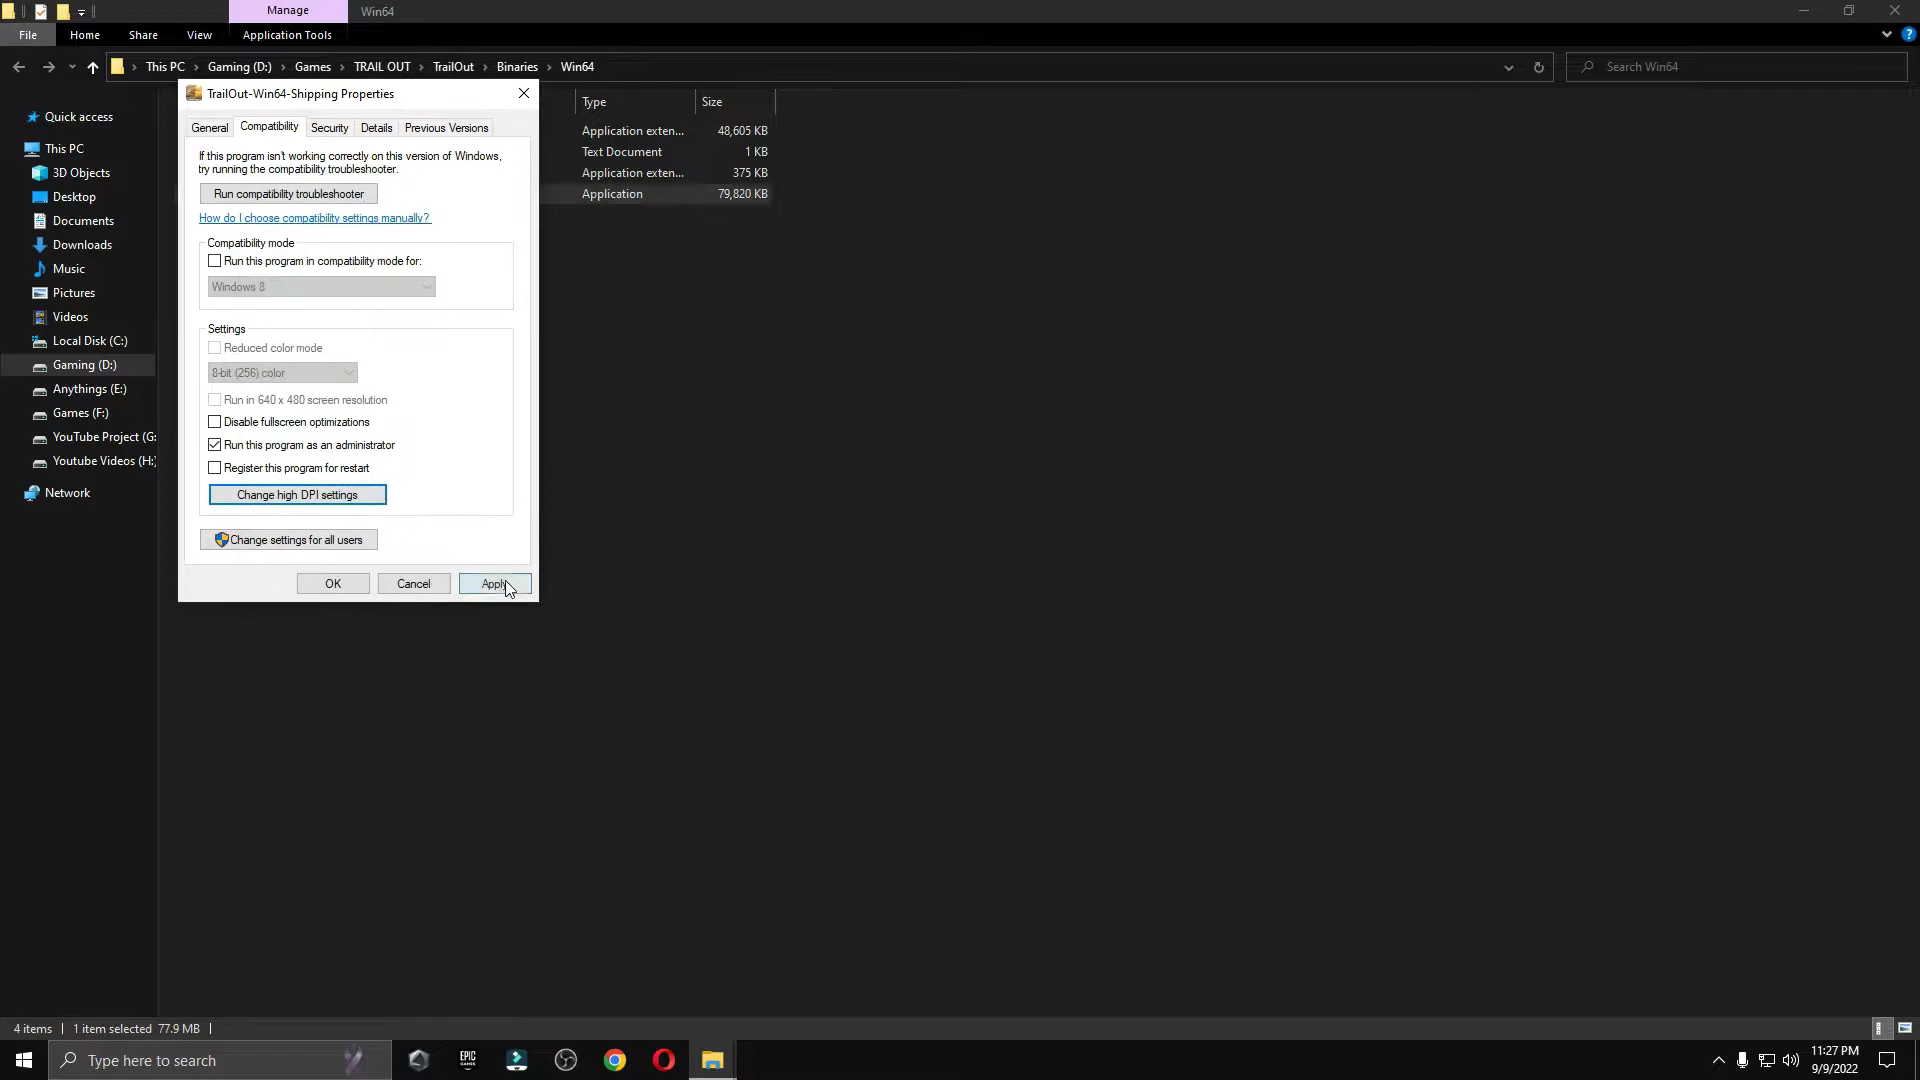 Manage
Win64
File
Home
Share
View
Application Tools
This PC
Gaming (D:)
Games
TRAIL OUT
TrailOut
Binaries
Win64
Search Win64
TrailOut-Win64-Shipping Properties
General
Compatibility
Security
Details
Previous Versions
If this program isn't working correctly on this version of Windows,
try running the compatibility troubleshooter.
Run compatibility troubleshooter
How do I choose compatibility settings manually?
Compatibility mode
Run this program in compatibility mode for:
Windows 8
Settings
Reduced color mode
8-bit (256) color
Run in 640 x 480 screen resolution
Disable fullscreen optimizations
Run this program as an administrator
Register this program for restart
Change high DPI settings
Change settings for all users
OK
Cancel
Apply
Type
Size
Application exten...
48,605 KB
Text Document
1 KB
Application exten...
375 KB
Application
79,820 KB
Quick access
This PC
3D Objects
Desktop
Documents
Downloads
Music
Pictures
Videos
Local Disk (C:)
Gaming (D:)
Anythings (E:)
Games (F:)
YouTube Project (G:
Youtube Videos (H:)
Network
4 items
1 item selected 77.9 MB
Type here to search
EPIC
GAMES
11:27 PM
9/9/2022